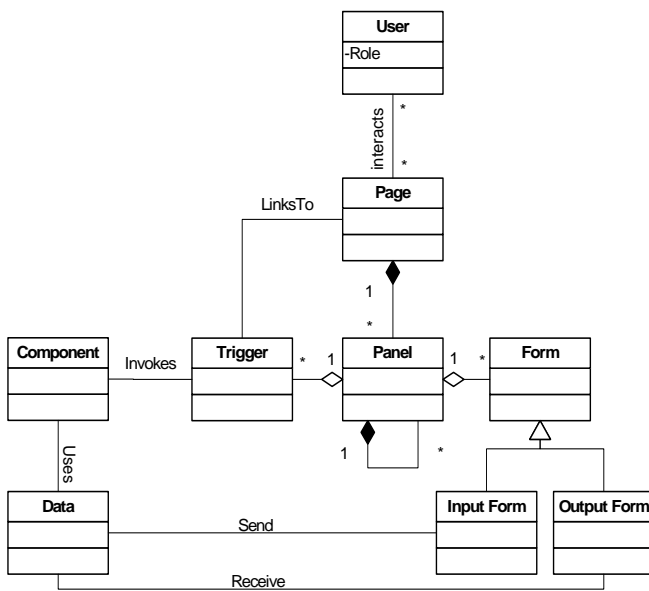 User
-Role
*
interacts
*
Page
LinksTo
1
*
Component
Invokes
Trigger
*
1
Panel
1
*
Form
1
*
Uses
Data
Send
Input Form
Output Form
Receive